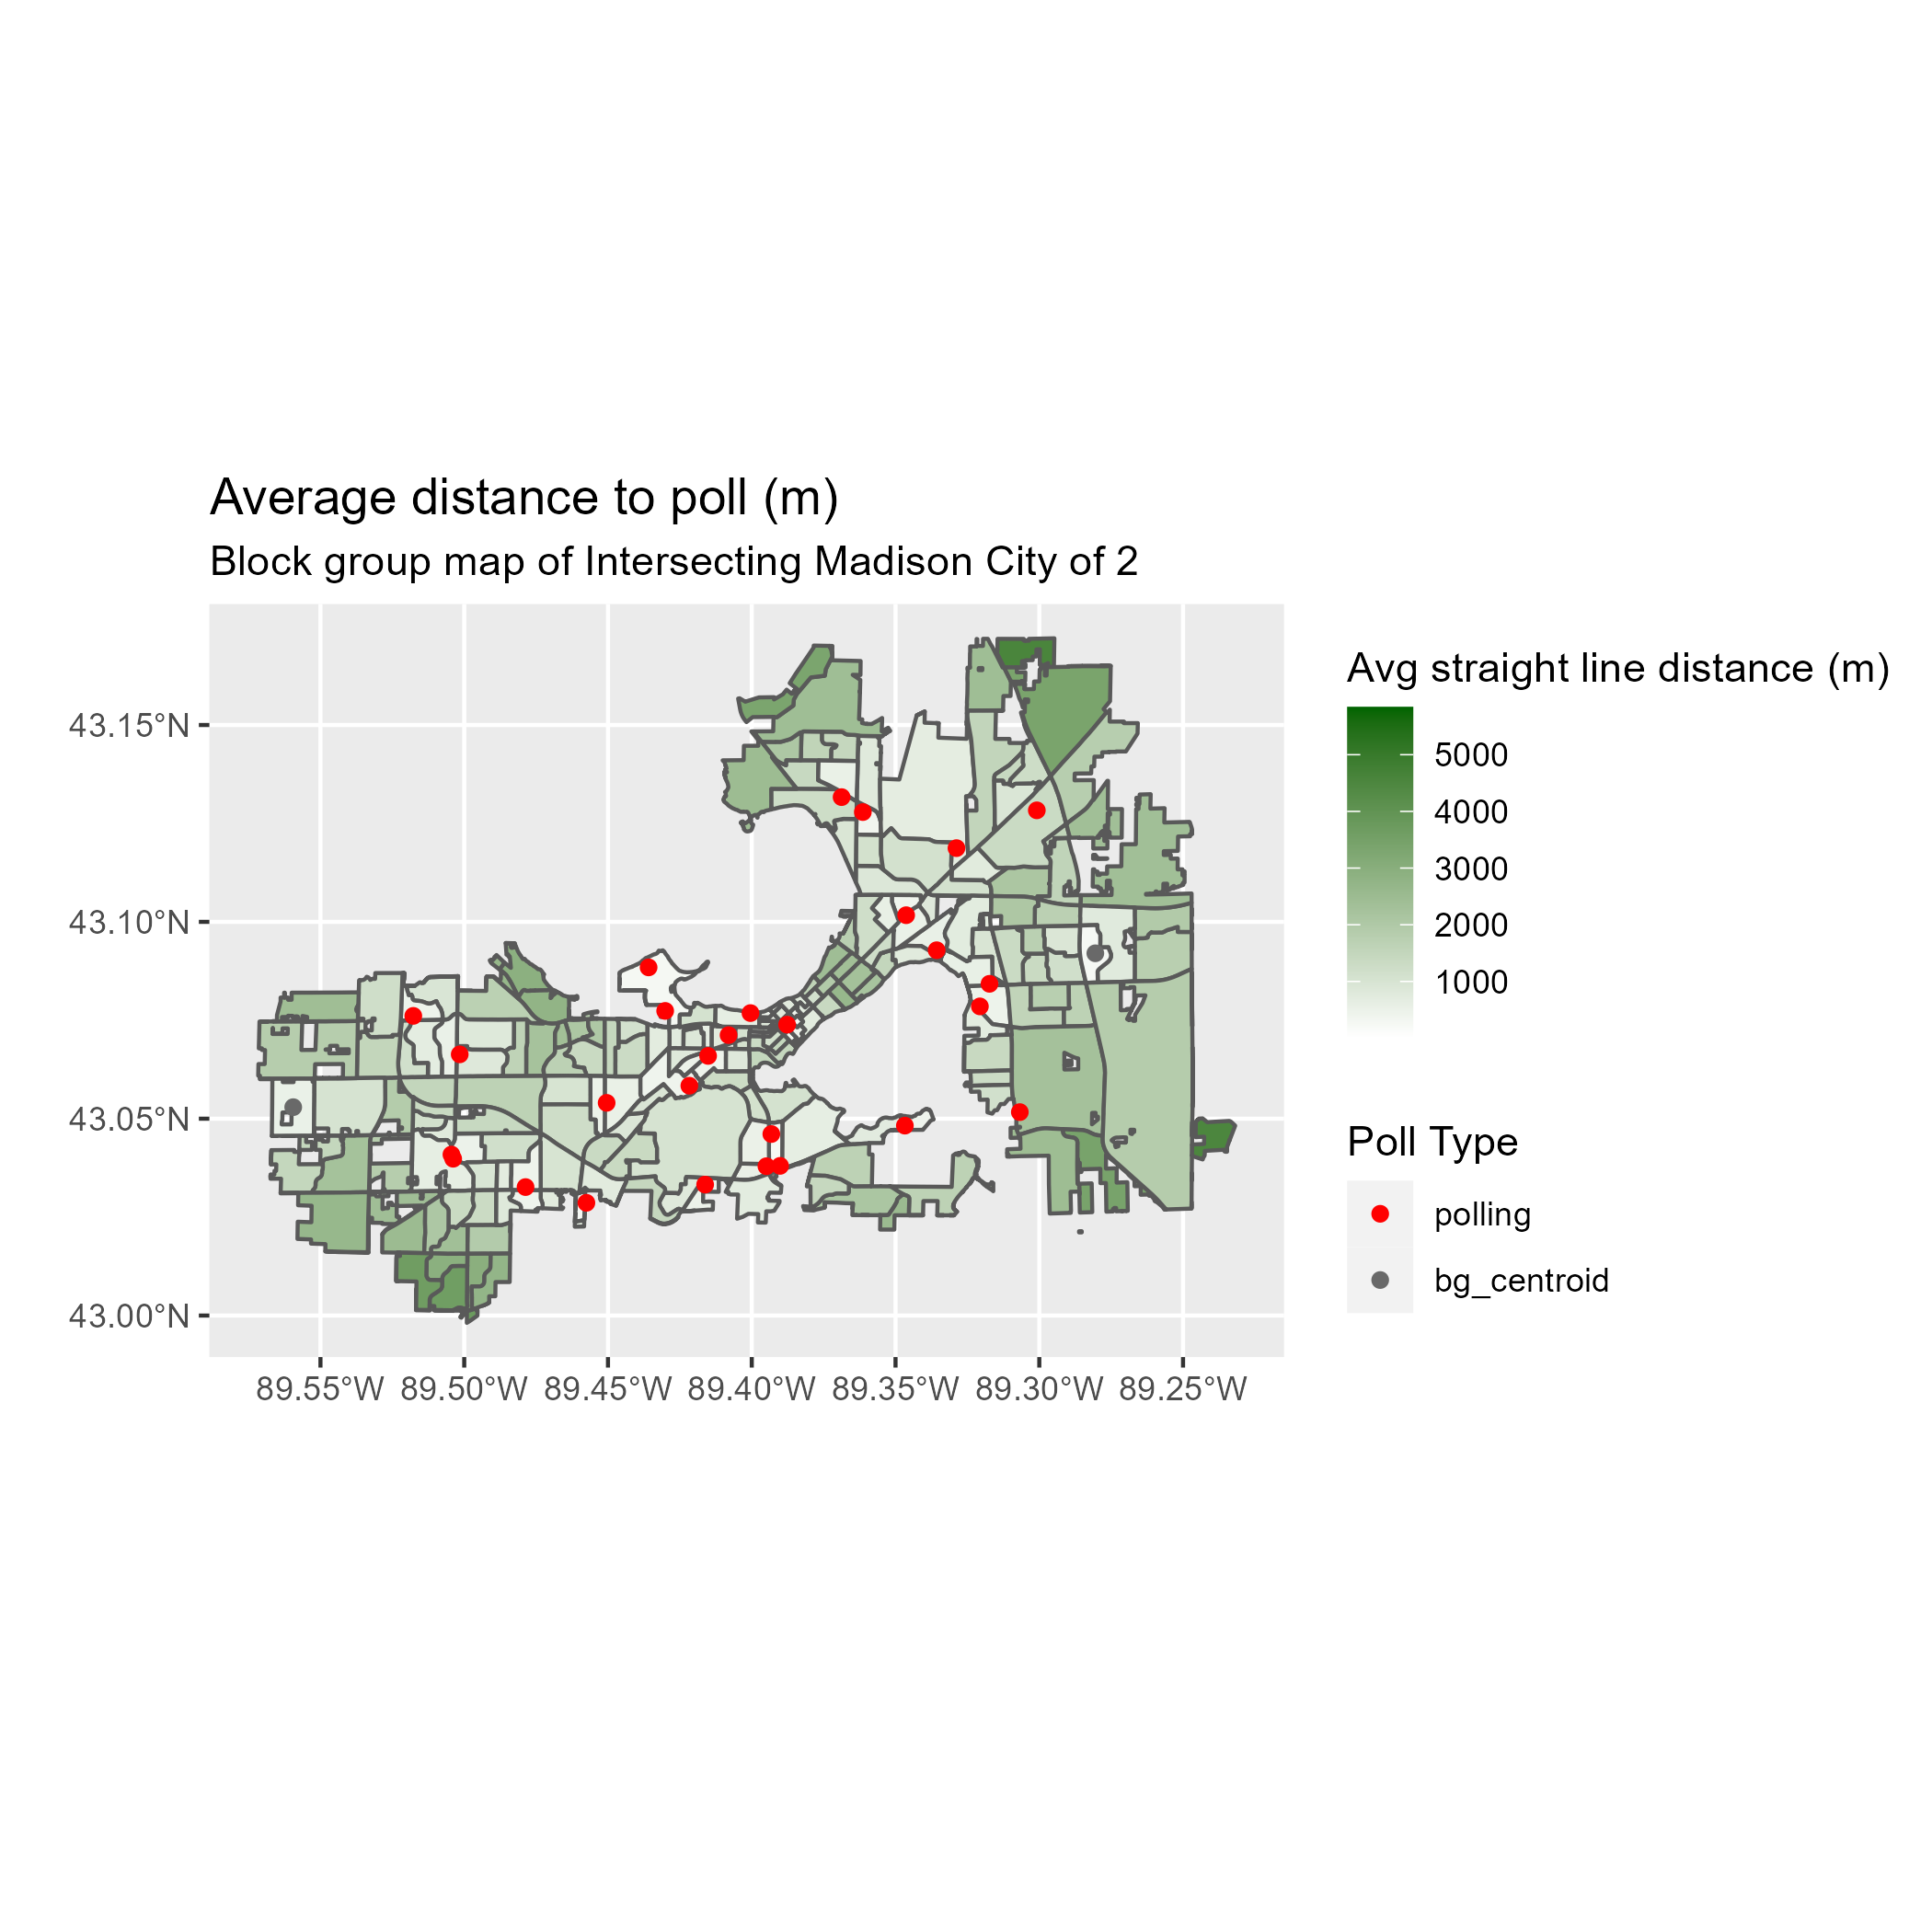 Average distance to poll (m)
Block group map of Intersecting Madison City of 2
43.15°N
43.10°N
43.05°N
43.00°N
89.55°W 89.50°W 89.45°W 89.40°W 89.35°W 89.30°W 89.25°W
Avg straight line distance (m)
5000
4000
3000
2000
1000
Poll Type
polling
bg_centroid